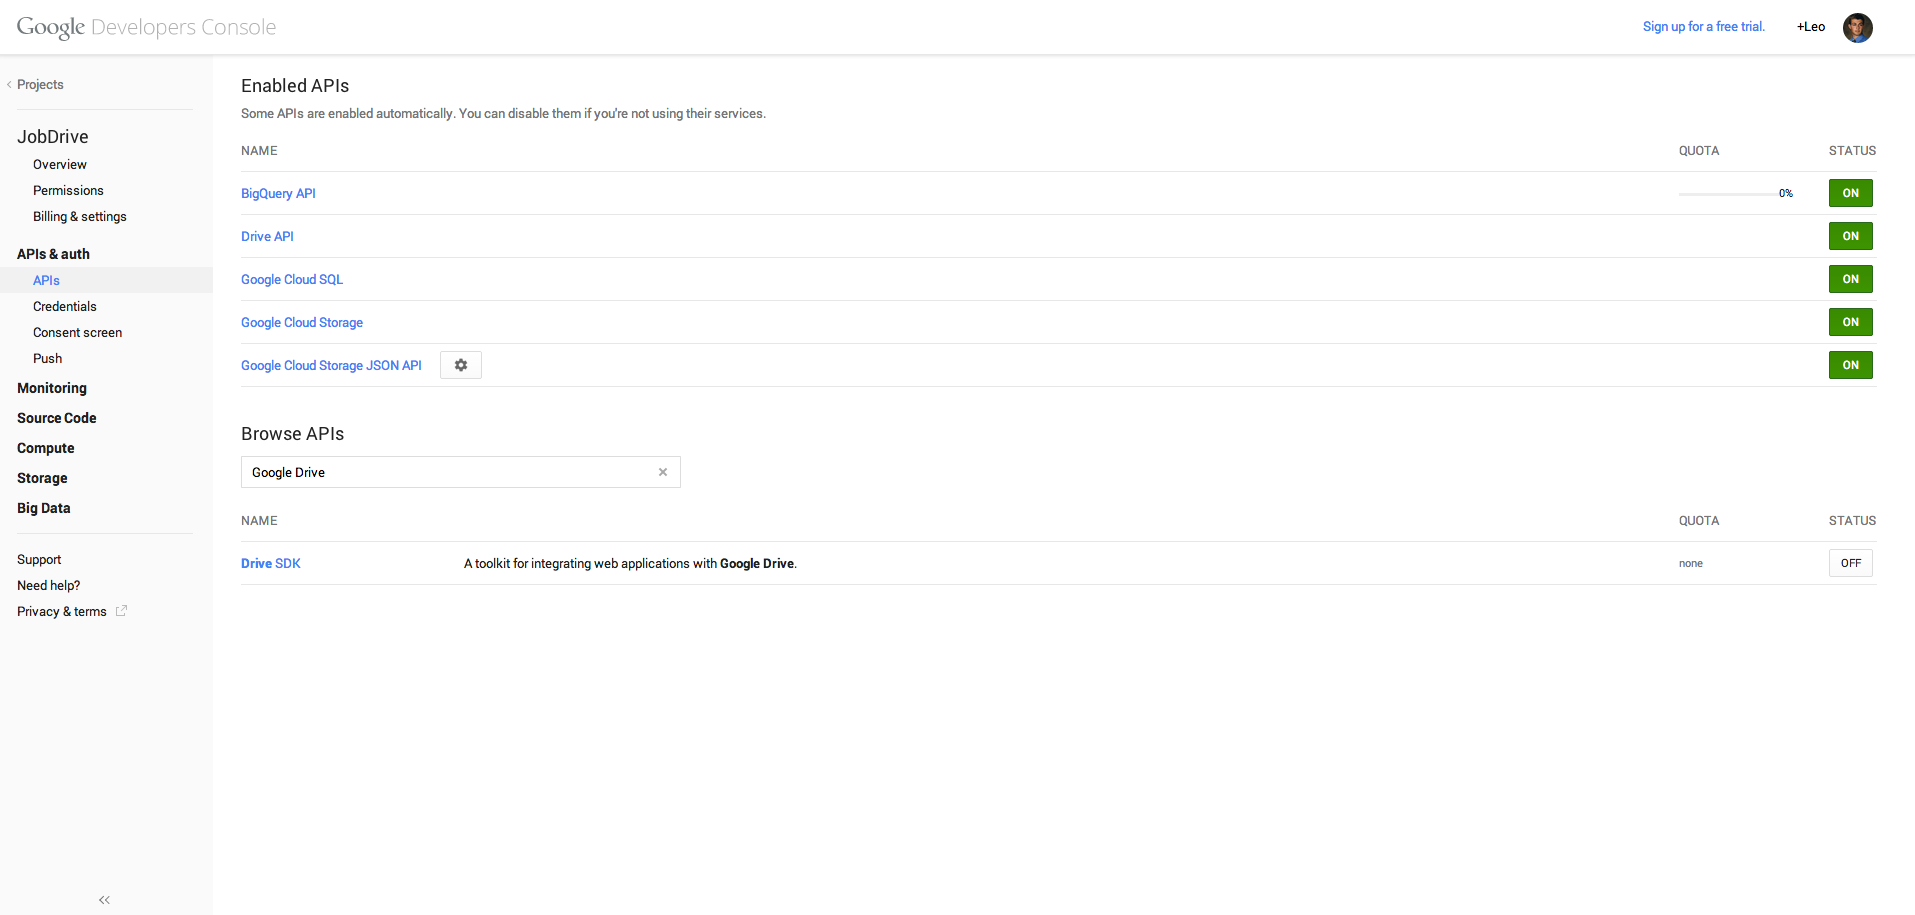 Google Developers Console
Sign up for a free trial.
+Leo
Projects
JobDrive
Overview
Permissions
Billing & settings
APIs & auth
APIs
Credentials
Consent screen
Push
Monitoring
Source Code
Compute
Storage
Big Data
Support
Need help?
Privacy & terms
Enabled APIs
Some APIs are enabled automatically. You can disable them if you're not using their services.
NAME QUOTA STATUS
BigQuery API 0% ON
Drive API ON
Google Cloud SQL ON
Google Cloud Storage ON
Google Cloud Storage JSON API ON
Browse APIs
Google Drive
NAME QUOTA STATUS
Drive SDK A toolkit for integrating web applications with Google Drive. none OFF